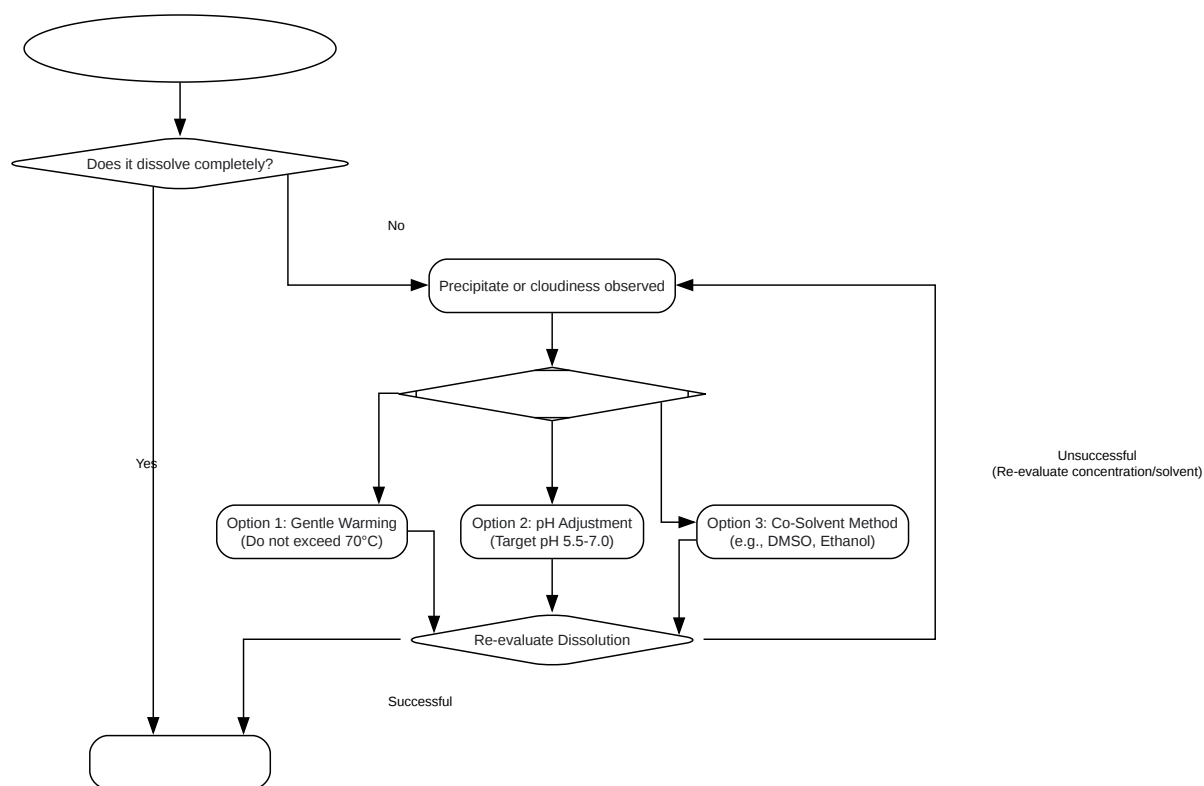 Does it dissolve completely?
No
Precipitate or cloudiness observed
Yes
Unsuccessful
(Re-evaluate concentration/solvent)
Option 1: Gentle Warming
(Do not exceed 70°C)
Option 2: pH Adjustment
(Target pH 5.5-7.0)
Option 3: Co-Solvent Method
(e.g., DMSO, Ethanol)
Re-evaluate Dissolution
Successful